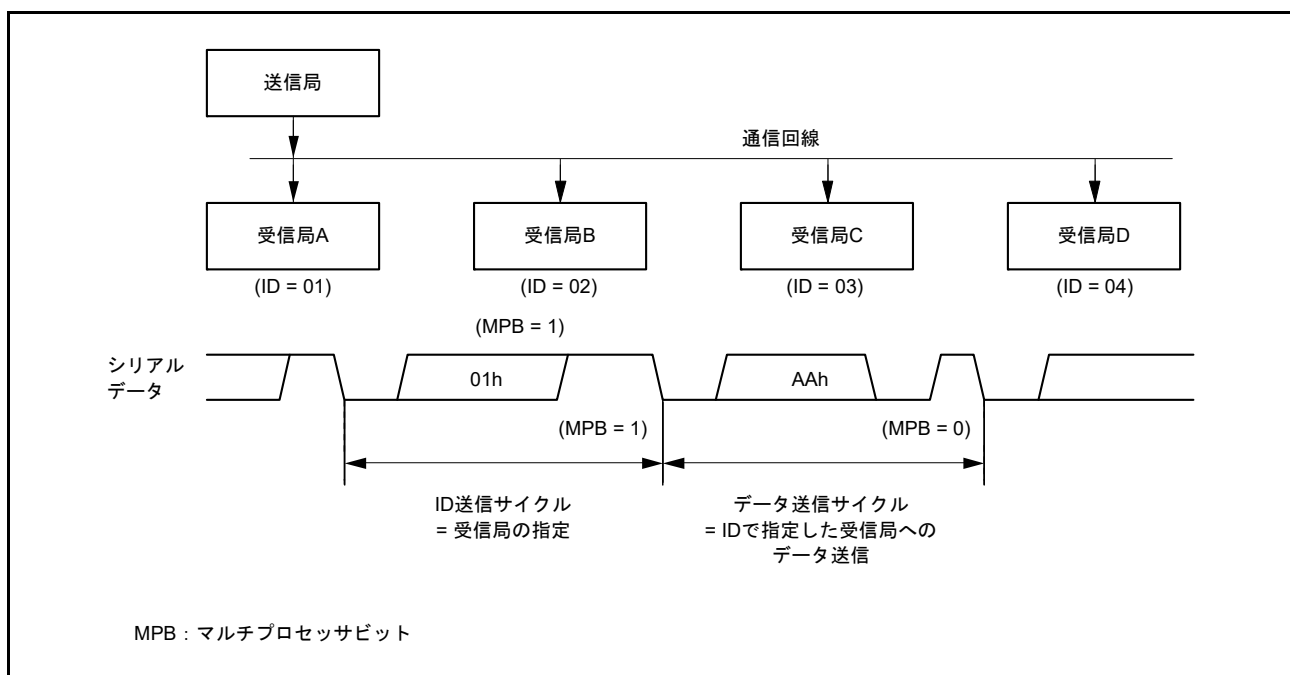 送信局
通信回線
受信局A
受信局B
受信局C
受信局D
(ID = 01)
(ID = 02)
(ID = 03)
(ID = 04)
(MPB = 1)
シリアル
データ
01h
AAh
(MPB = 1)
(MPB = 0)
ID送信サイクル
= 受信局の指定
データ送信サイクル
= IDで指定した受信局への
データ送信
MPB：マルチプロセッサビット